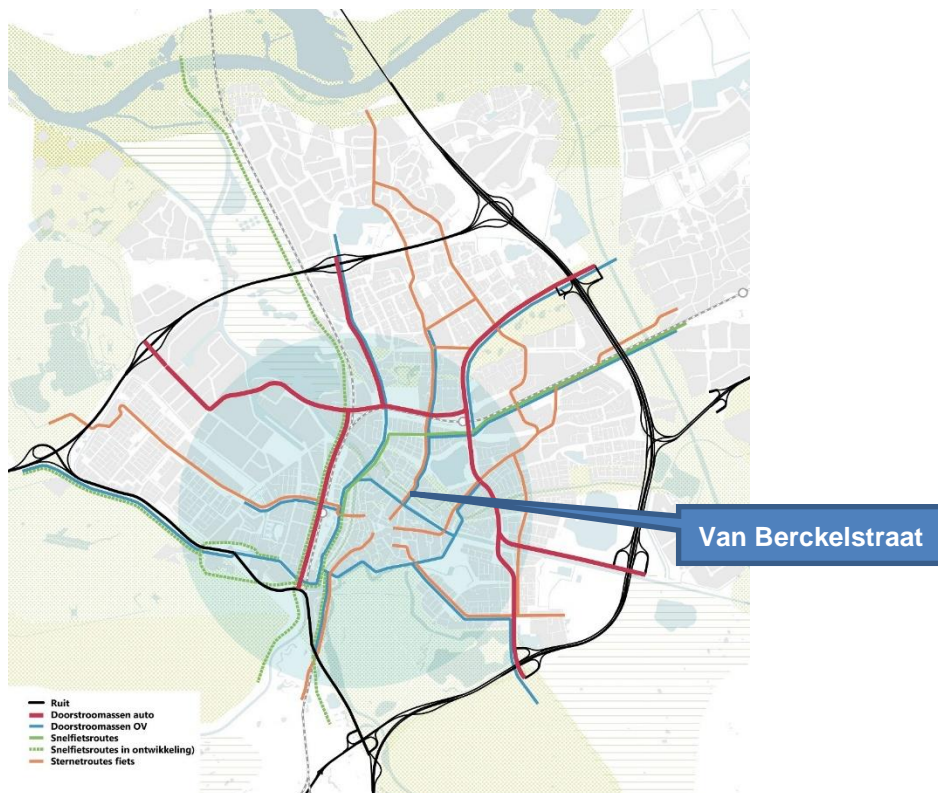 Van Berckelstraat
Ruit
Doorstroomassen auto
Doorstroomassen OV
Snelfietsroutes
Snelfietsroutes in ontwikkeling)
Sternetroutes fiets